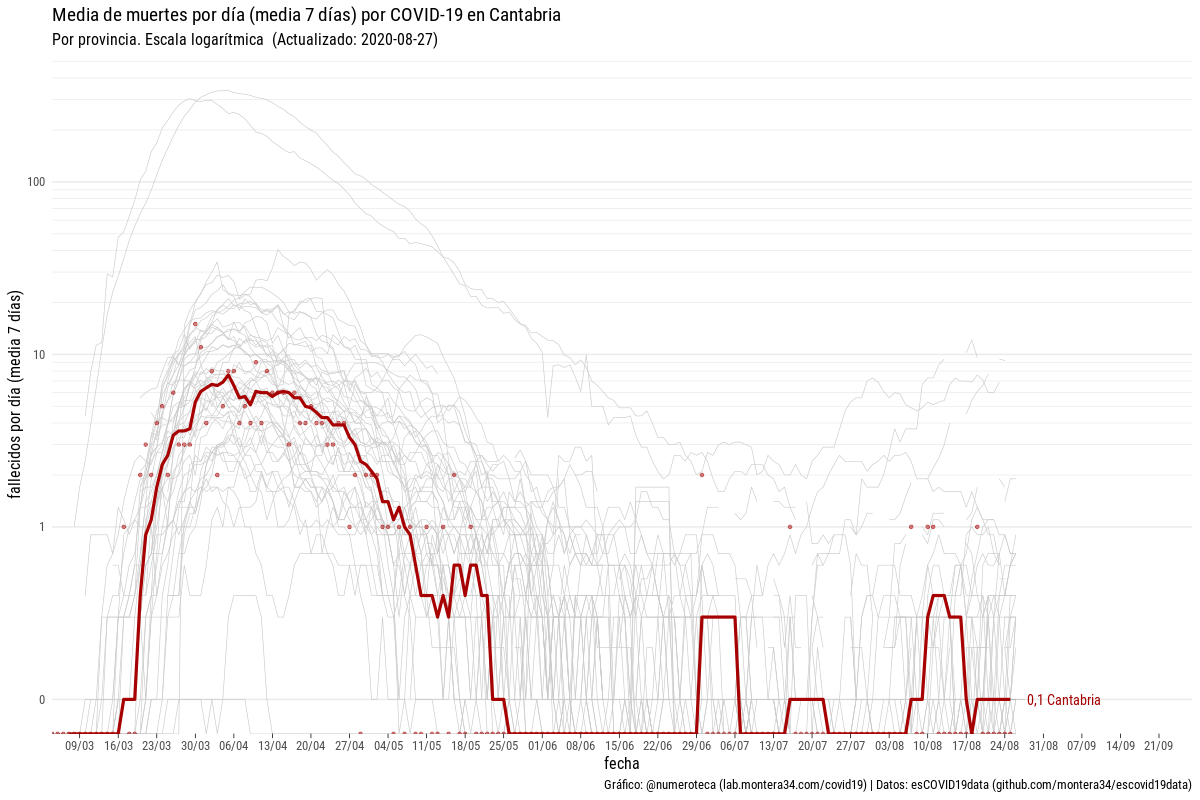 Media de muertes por día (media 7 días) por COVID-19 en Cantabria
Por provincia. Escala logarítmica (Actualizado: 2020-08-27)
fallecidos por día (media 7 días)
100
10
1
0
0,1 Cantabria
09/03 16/03 23/03 30/03 6/04 13/04 20/04 27/04 04/05 11/05 18/05 25/05 01/06 08/06 15/06 22/06 29/06 06/07 13/07 20/07 27/07 03/08 10/08 17/08 24/08 31/08 07/09 14/09 21/09
fecha
Gráfico: @numeroteca (lab.montera34.com/covid19) | Datos: esCOVID19data (github.com/montera34/escovid19data)